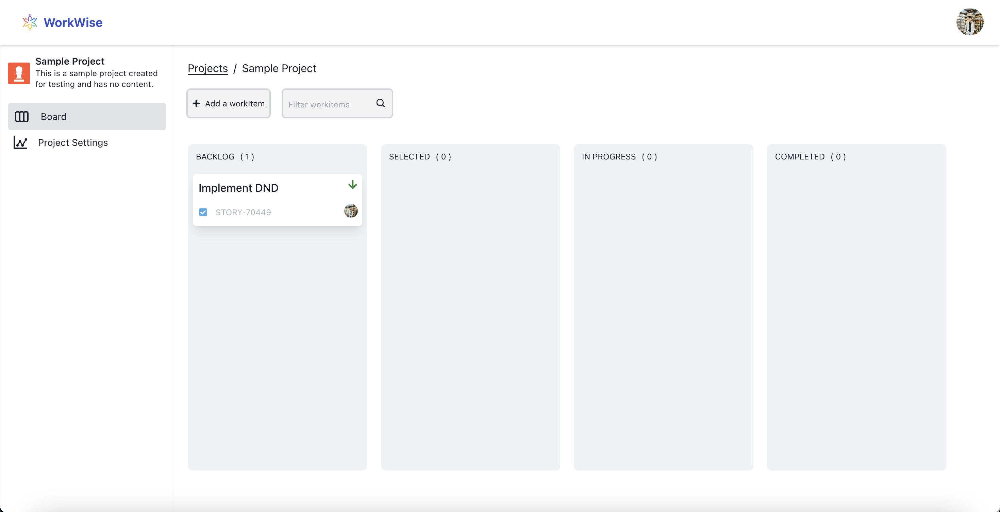 WorkWise
Sample Project
This is a sample project created
for testing and has no content.
Board
Project Settings
Projects / Sample Project
Add a workItem
Filter workitems
BACKLOG ( 1 )
Implement DND
STORY-70449
SELECTED ( 0 )
IN PROGRESS ( 0 )
COMPLETED ( 0 )